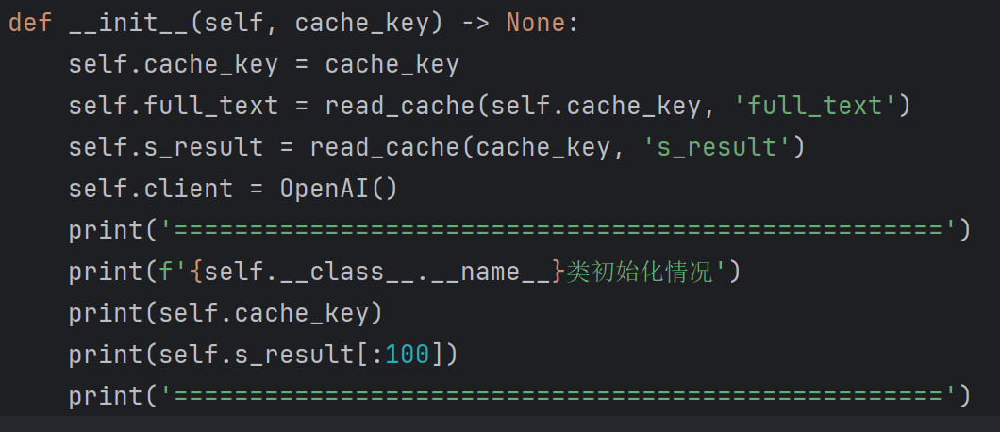 def __init__(self, cache_key) -> None:
    self.cache_key = cache_key
    self.full_text = read_cache(self.cache_key, 'full_text')
    self.s_result = read_cache(cache_key, 's_result')
    self.client = OpenAI()
    print('===================================================')
    print(f'{self.__class__.__name__}类初始化情况')
    print(self.cache_key)
    print(self.s_result[:100])
    print('===================================================')